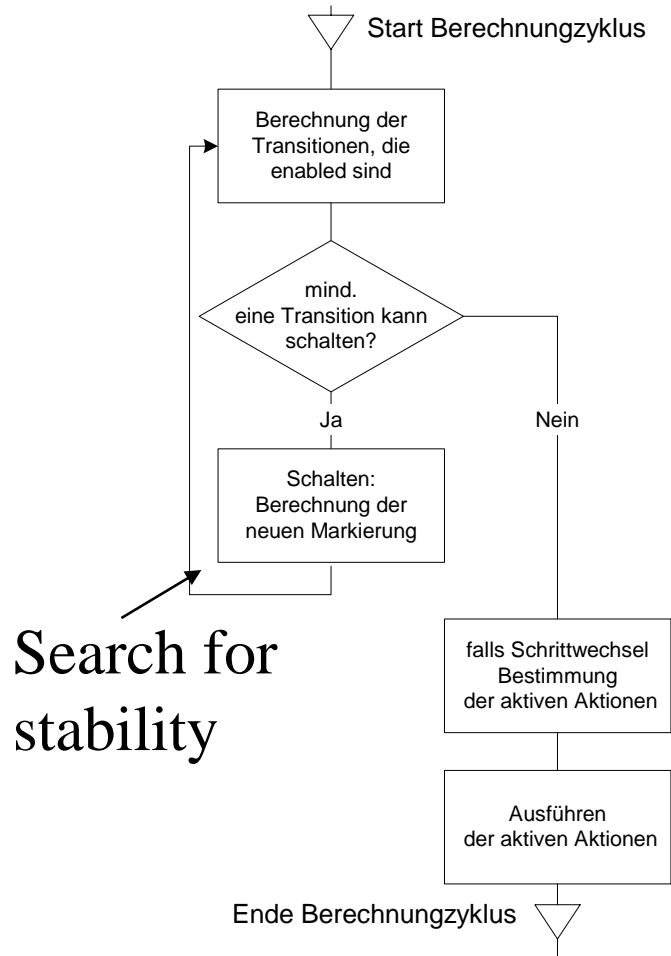 Start Berechnungzyklus
Berechnung der
Transitionen, die
enabled sind
mind.
eine Transition kann
schalten?
Ja
Nein
Schalten:
Berechnung der
neuen Markierung
Search for
stability
falls Schrittwechsel
Bestimmung
der aktiven Aktionen
Ausführen
der aktiven Aktionen
Ende Berechnungzyklus